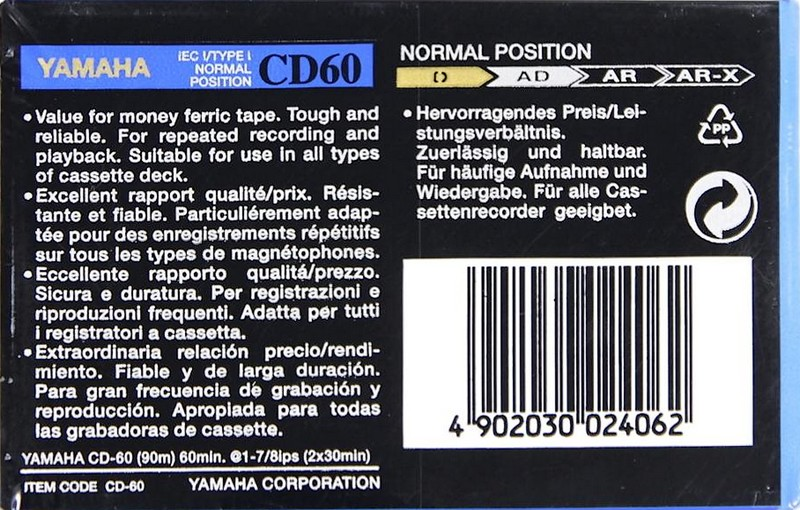 YAMAHA
IEC I/TYPE I
NORMAL
POSITION
CD60
• Value for money ferric tape. Tough and
reliable. For repeated recording and
playback. Suitable for use in all types
of cassette deck.
• Excellent rapport qualité/prix. Résis-
tante et fiable. Particuliérement adap-
tée pour des enregistrements répétitifs
sur tous les types de magnétophones.
• Eccellente rapporto qualitá/prezzo.
Sicura e duratura. Per registrazioni e
riproduzioni frequenti. Adatta per tutti
i registratori a cassetta.
• Extraordinaria relación precio/rendi-
miento. Fiable y de larga duración.
Para gran frecuencia de grabación y
reproducción. Apropiada para todas
las grabadoras de cassette.
YAMAHA CD-60 (90m) 60min. @1-7/8ips (2x30min)
ITEM CODE CD-60 YAMAHA CORPORATION
NORMAL POSITION
D AD AR AR-X
• Hervorragendes Preis/Lei-
stungsverbältnis.
Zuerlässig und haltbar.
Für häufige Aufnahme und
Wiedergabe. Für alle Cas-
settenrecorder geeigbet.
PP
4 902030 024062